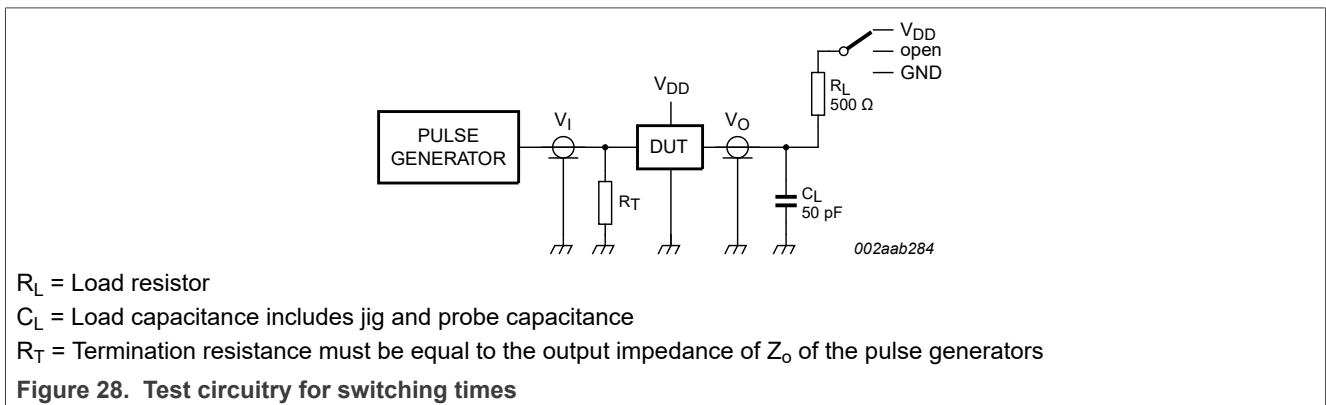 V_DD
open
GND
R_L
500 Ω
V_DD
V_I
V_O
PULSE
GENERATOR
DUT
R_T
C_L
50 pF
002aab284
R_L = Load resistor
C_L = Load capacitance includes jig and probe capacitance
R_T = Termination resistance must be equal to the output impedance of Z_o of the pulse generators
Figure 28. Test circuitry for switching times